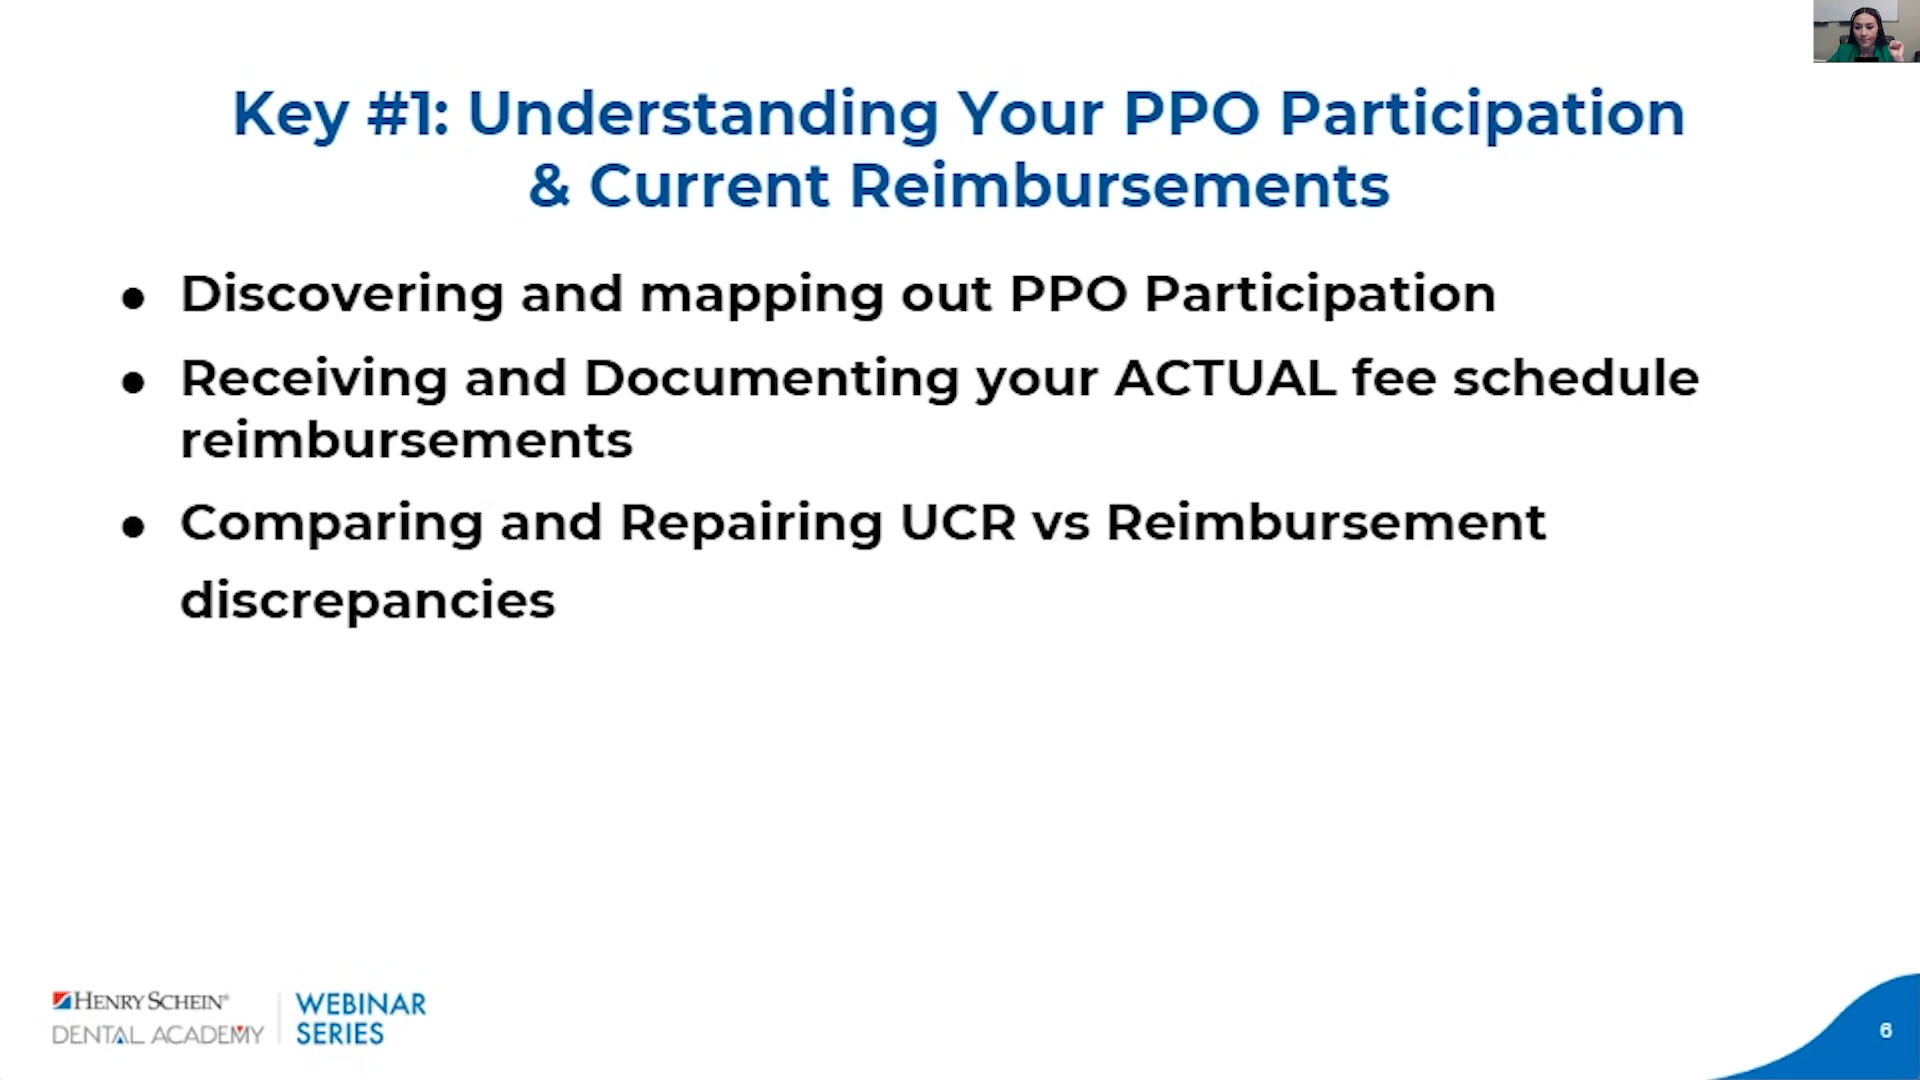 Key #1: Understanding Your PPO Participation
& Current Reimbursements
● Discovering and mapping out PPO Participation
● Receiving and Documenting your ACTUAL fee schedule
reimbursements
● Comparing and Repairing UCR vs Reimbursement
discrepancies
HENRY SCHEIN®
DENTAL ACADEMY
WEBINAR
SERIES
6